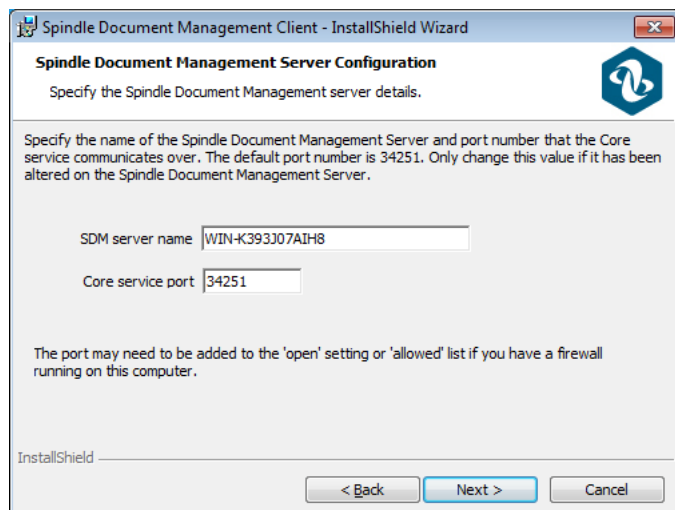 Spindle Document Management Client - InstallShield Wizard
Spindle Document Management Server Configuration
Specify the Spindle Document Management server details.
Specify the name of the Spindle Document Management Server and port number that the Core
service communicates over. The default port number is 34251. Only change this value if it has been
altered on the Spindle Document Management Server.
SDM server name WIN-K393J07AIH8
Core service port 34251
The port may need to be added to the 'open' setting or 'allowed' list if you have a firewall
running on this computer.
InstallShield
< Back Next > Cancel